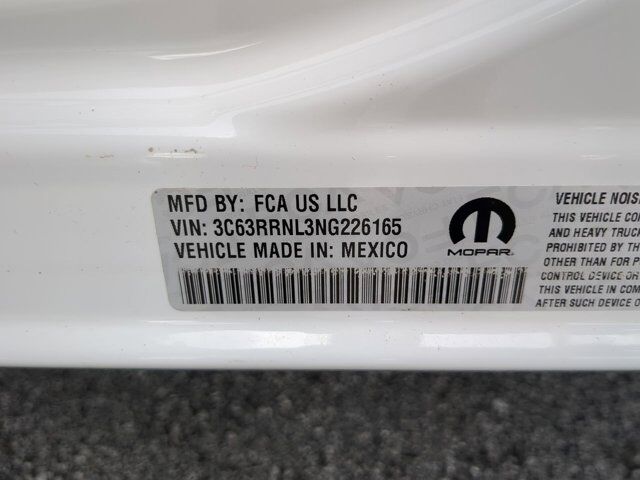 MFD BY: FCA US LLC
VIN: 3C63RRNL3NG226165
VEHICLE MADE IN: MEXICO
MOPAR
VEHICLE NOIS
THIS VEHICLE CON
AND HEAVY TRUCK
PROHIBITED BY TH
OTHER THAN FOR P
CONTROL DEVICE OR
THIS VEHICLE IN COM
AFTER SUCH DEVICE O